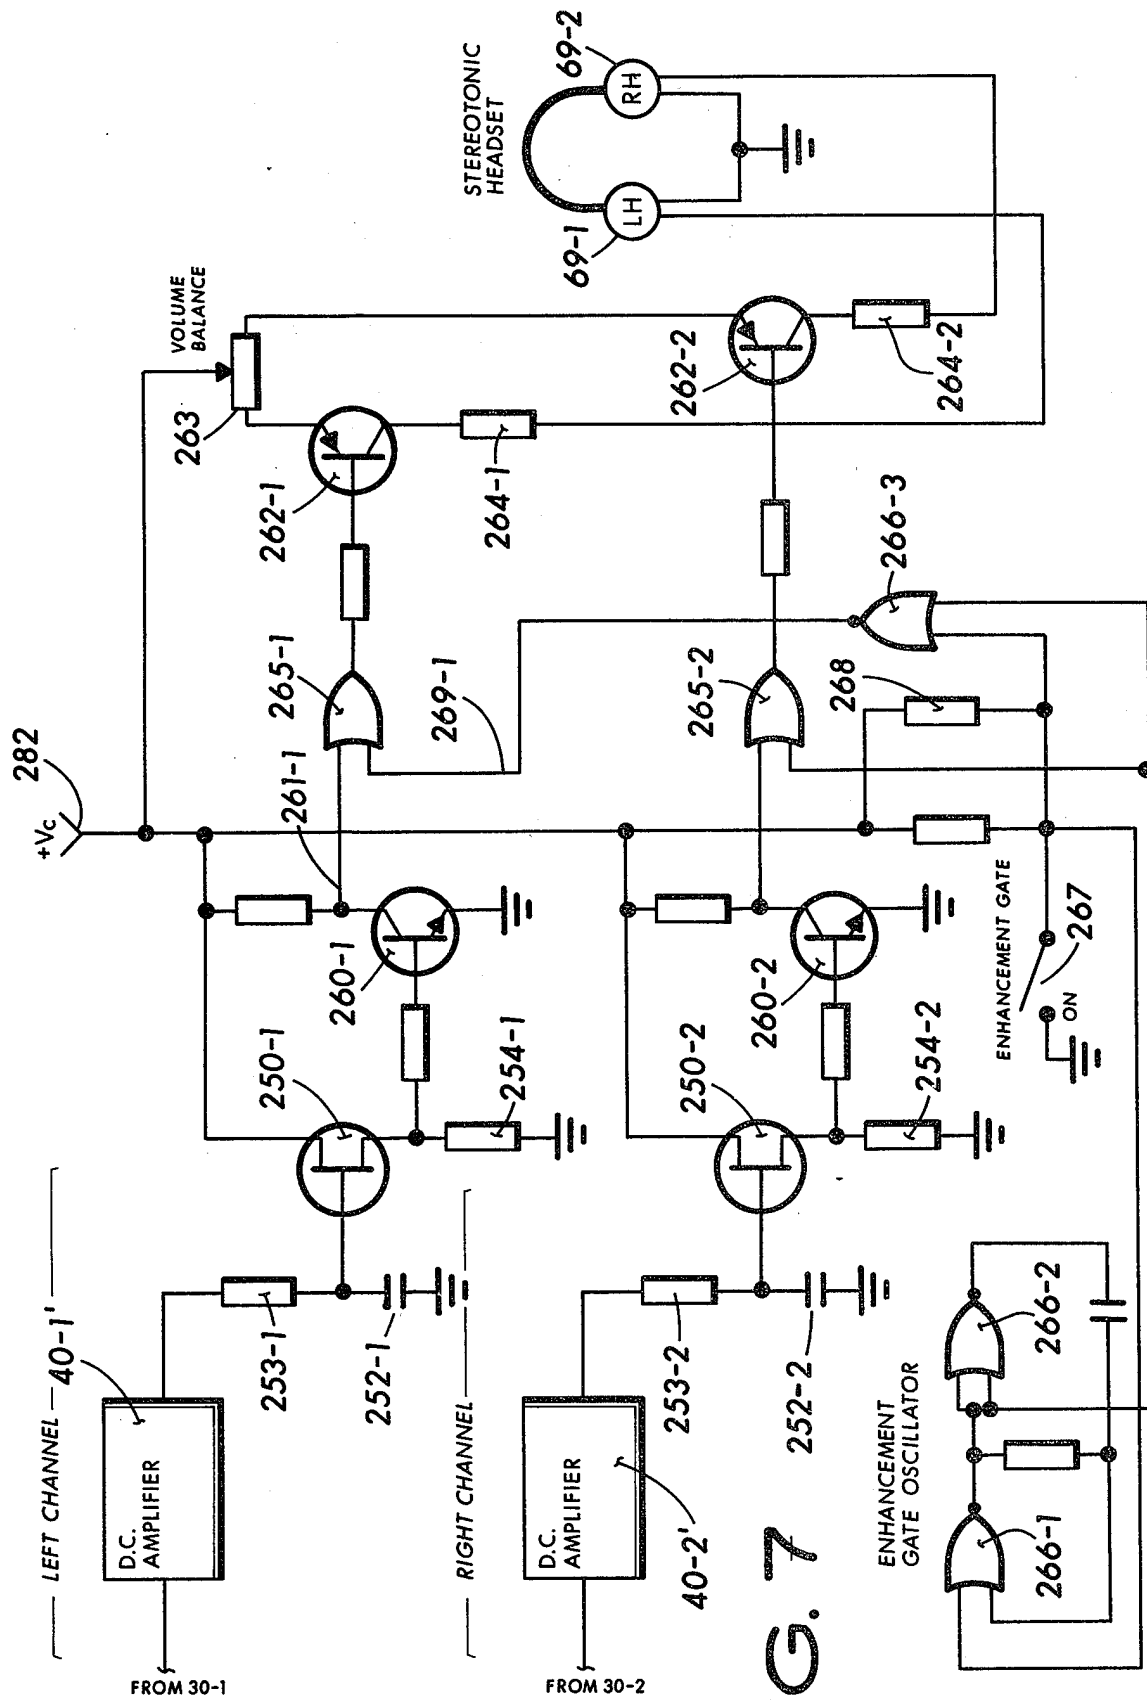 LEFT CHANNEL
40-1'
D.C.
AMPLIFIER
FROM 30-1
253-1
252-1
250-1
254-1
260-1
261-1
+Vc
282
265-1
269-1
262-1
263
VOLUME
BALANCE
264-1
STEREOTONIC
HEADSET
69-1
LH
RH
69-2
RIGHT CHANNEL
D.C.
AMPLIFIER
40-2'
FROM 30-2
253-2
252-2
250-2
254-2
260-2
265-2
262-2
264-2
266-3
268
ENHANCEMENT GATE
ON
267
G. 7
ENHANCEMENT
GATE OSCILLATOR
266-1
266-2